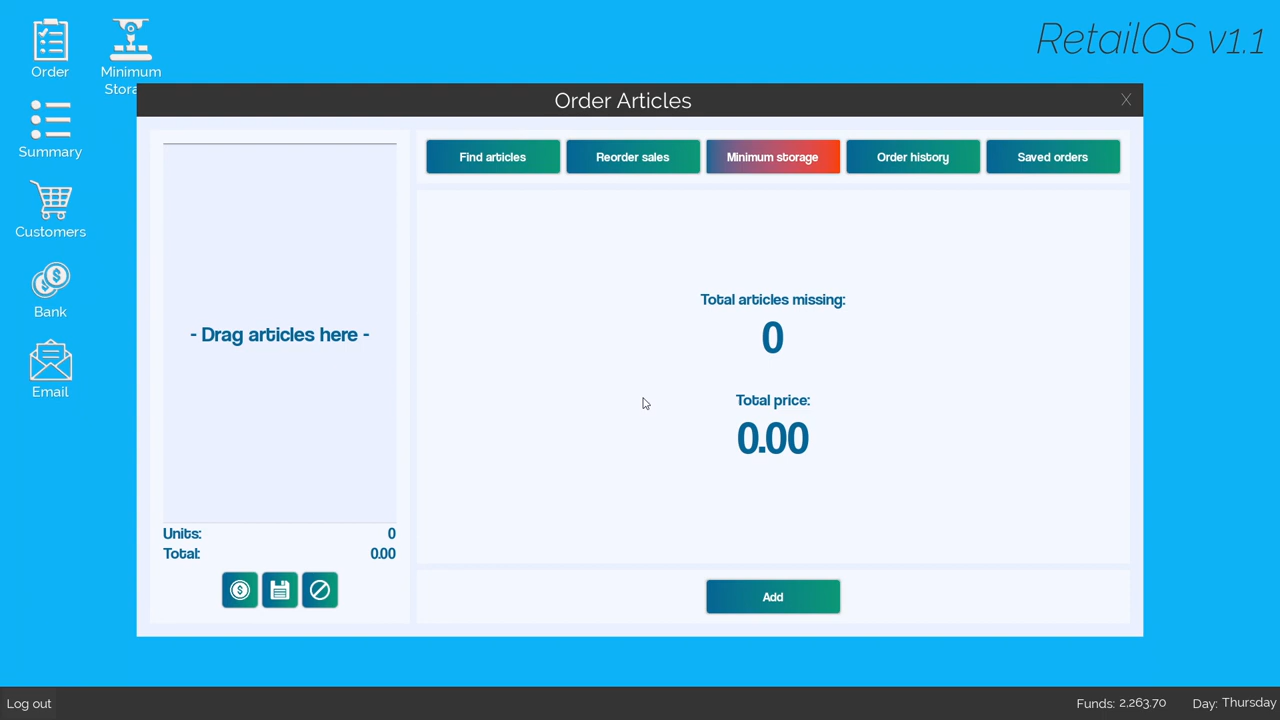 RetailOS v1.1
Order
Minimum
Stora
Summary
Customers
Bank
Email
Order Articles
X
Find articles
Reorder sales
Minimum storage
Order history
Saved orders
- Drag articles here -
Units: 0
Total: 0.00
Total articles missing:
0
Total price:
0.00
Add
Log out
Funds: 2,263.70
Day: Thursday